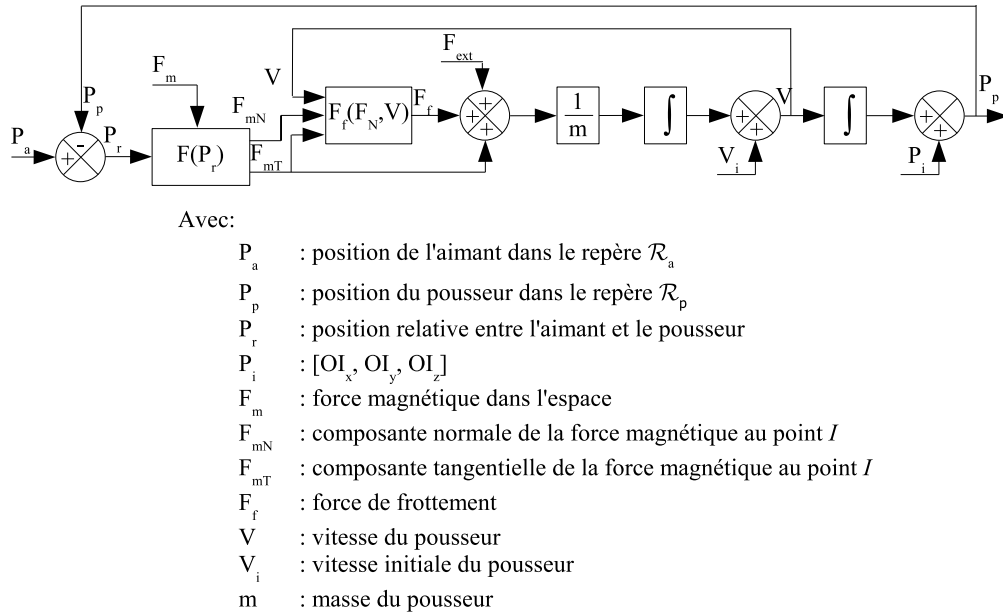 P_p
P_a
+
-
P_r
F_m
F(P_r)
F_mN
F_mT
V
F_f(F_N,V)
F_f
F_ext
+
+
+
1
m
∫
+
+
V
V_i
∫
+
+
P_i
P_p
Avec:
P_a : position de l'aimant dans le repère ℛ_a
P_p : position du pousseur dans le repère ℛ_p
P_r : position relative entre l'aimant et le pousseur
P_i : [OI_x, OI_y, OI_z]
F_m : force magnétique dans l'espace
F_mN : composante normale de la force magnétique au point I
F_mT : composante tangentielle de la force magnétique au point I
F_f : force de frottement
V : vitesse du pousseur
V_i : vitesse initiale du pousseur
m : masse du pousseur